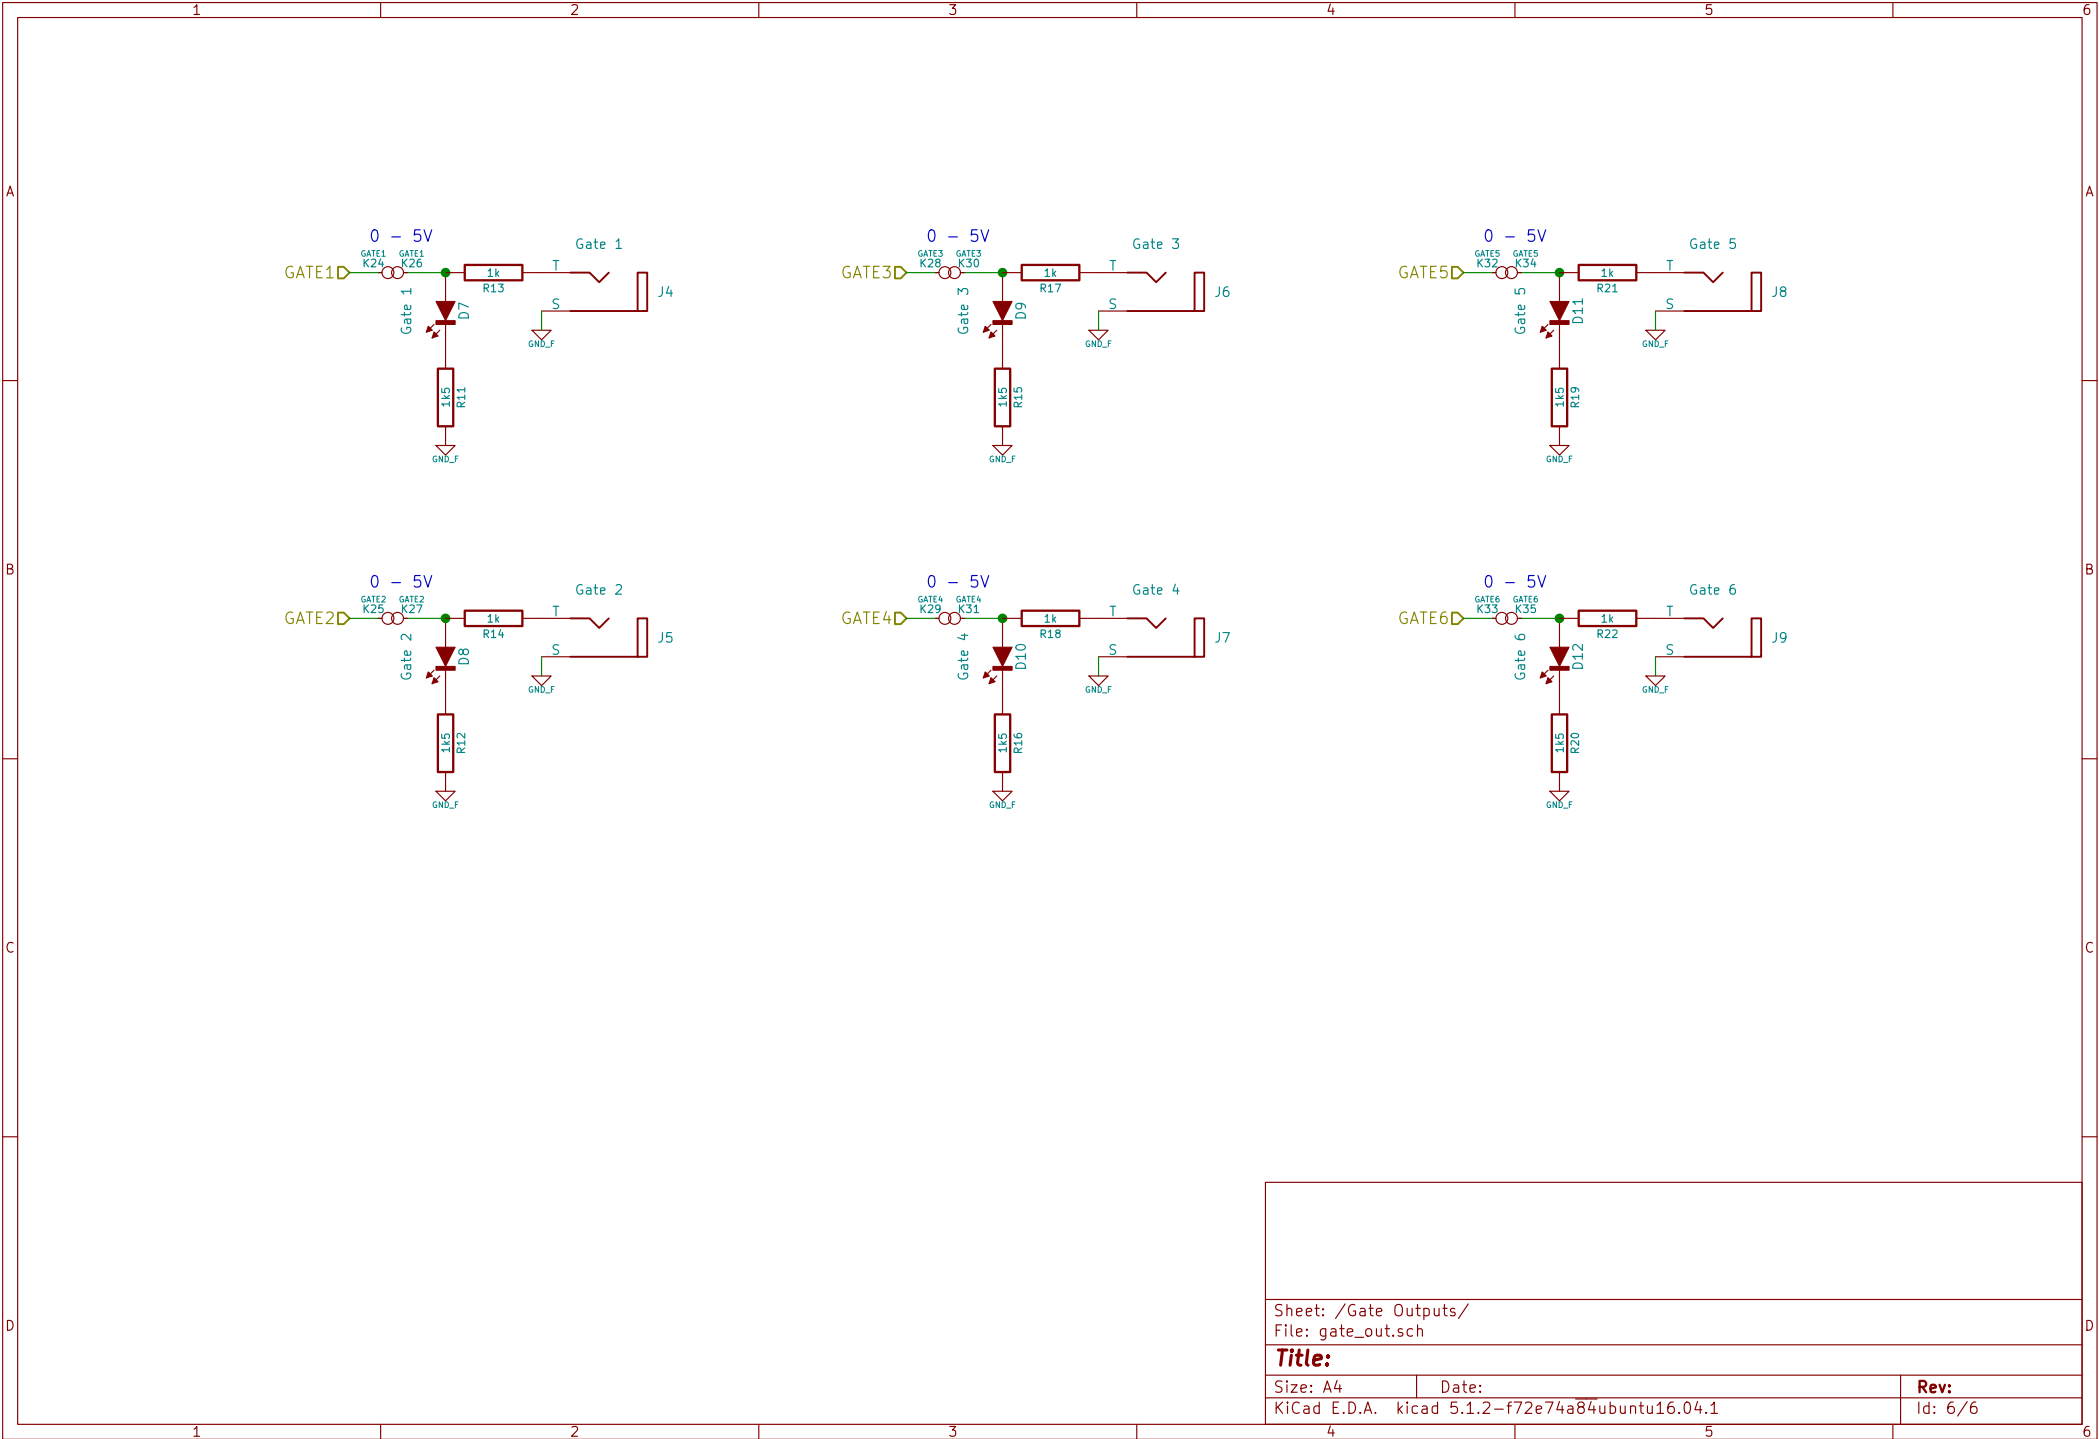 1 2 3 4 5 6
A A
0 - 5V 0 - 5V 0 - 5V
Gate 1 Gate 3 Gate 5
GATE1 GATE1 GATE3 GATE3 GATE5 GATE5
K24 K26 K28 K30 K32 K34
GATE1 1k T GATE3 1k T GATE5 1k T
R13 R17 R21
J4 J6 J8
Gate 1 D7 S Gate 3 D9 S Gate 5 D11 S
GND_F GND_F GND_F
1k5 R11 1k5 R15 1k5 R19
GND_F GND_F GND_F
B B
0 - 5V 0 - 5V 0 - 5V
Gate 2 Gate 4 Gate 6
GATE2 GATE2 GATE4 GATE4 GATE6 GATE6
K25 K27 K29 K31 K33 K35
GATE2 1k T GATE4 1k T GATE6 1k T
R14 R18 R22
J5 J7 J9
Gate 2 D8 S Gate 4 D10 S Gate 6 D12 S
GND_F GND_F GND_F
1k5 R12 1k5 R16 1k5 R20
GND_F GND_F GND_F
C C
Sheet: /Gate Outputs/
D D
File: gate_out.sch
Title:
Size: A4 Date: Rev:
KiCad E.D.A. kicad 5.1.2-f72e74a84ubuntu16.04.1 Id: 6/6
1 2 3 4 5 6